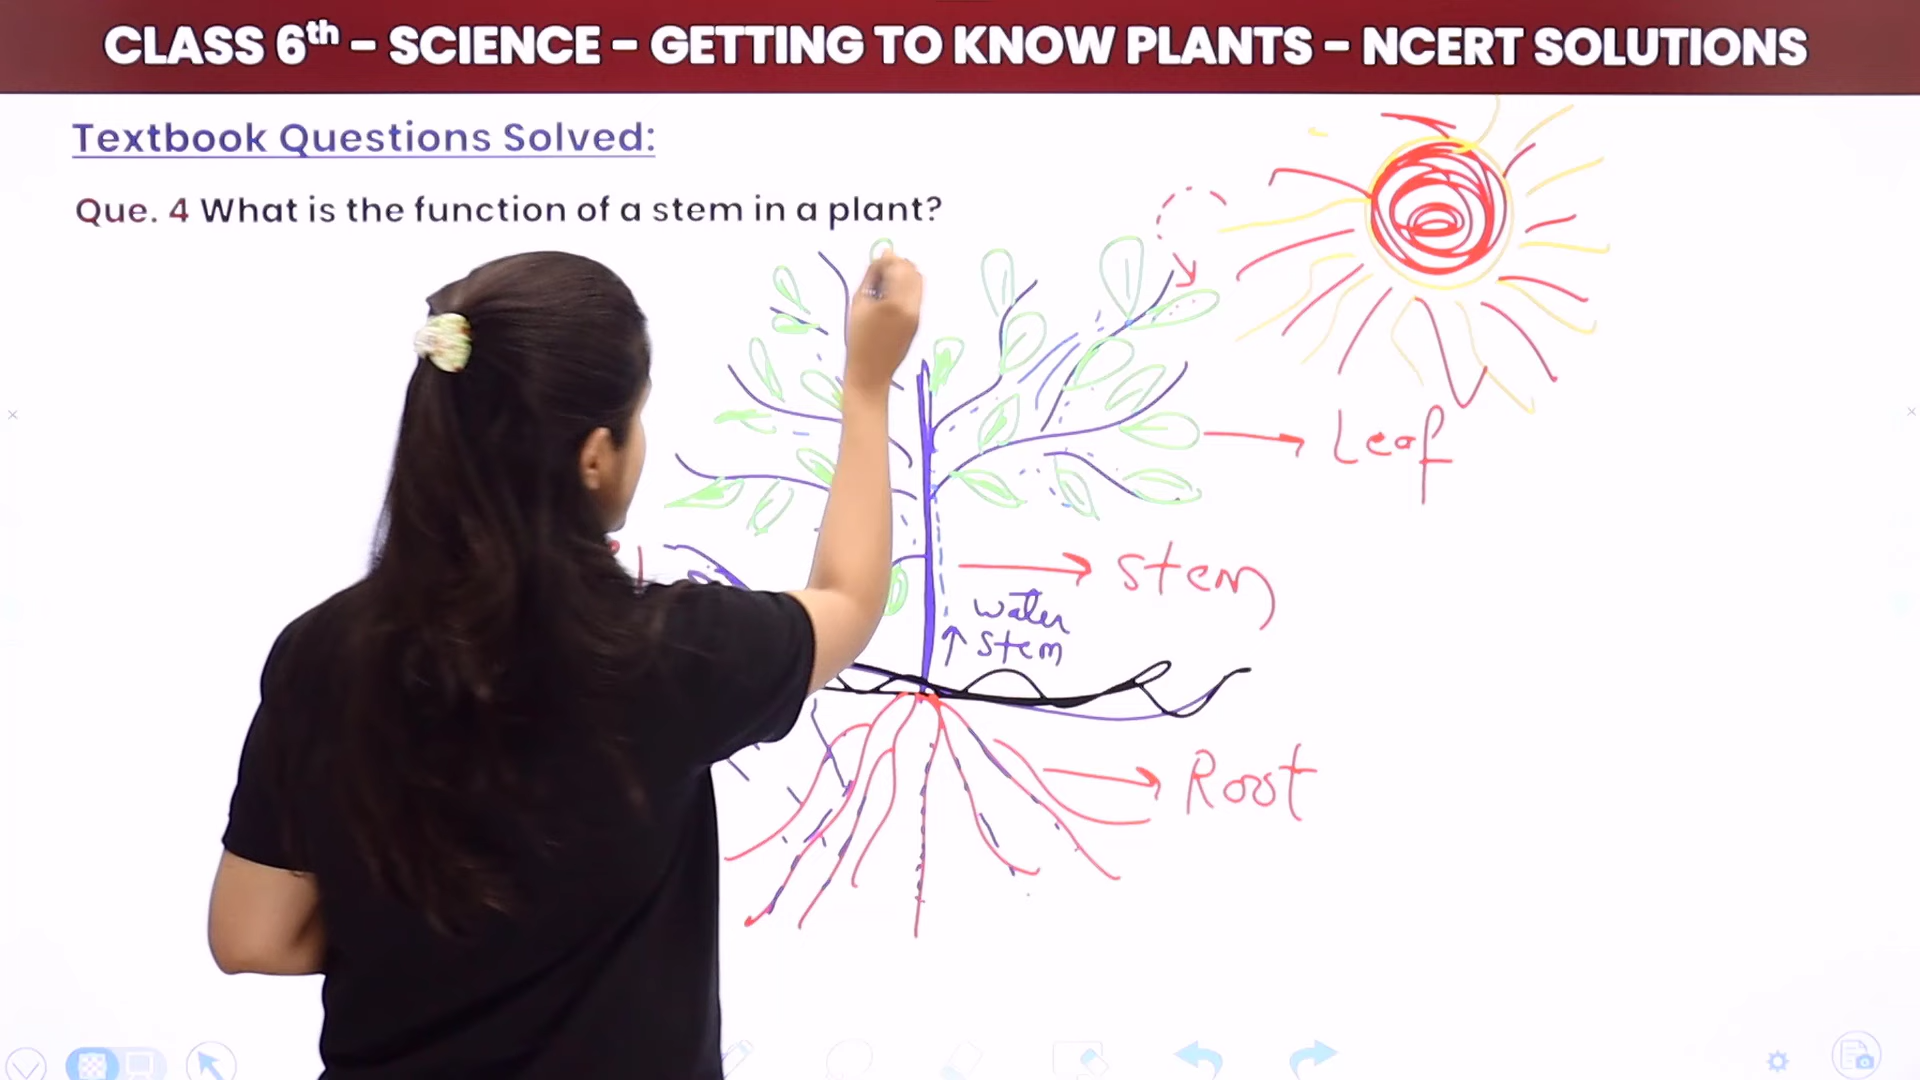 CLASS 6th – SCIENCE – GETTING TO KNOW PLANTS – NCERT SOLUTIONS
Textbook Questions Solved:
Que. 4 What is the function of a stem in a plant?
Leaf
stem
water
↑ stem
Root